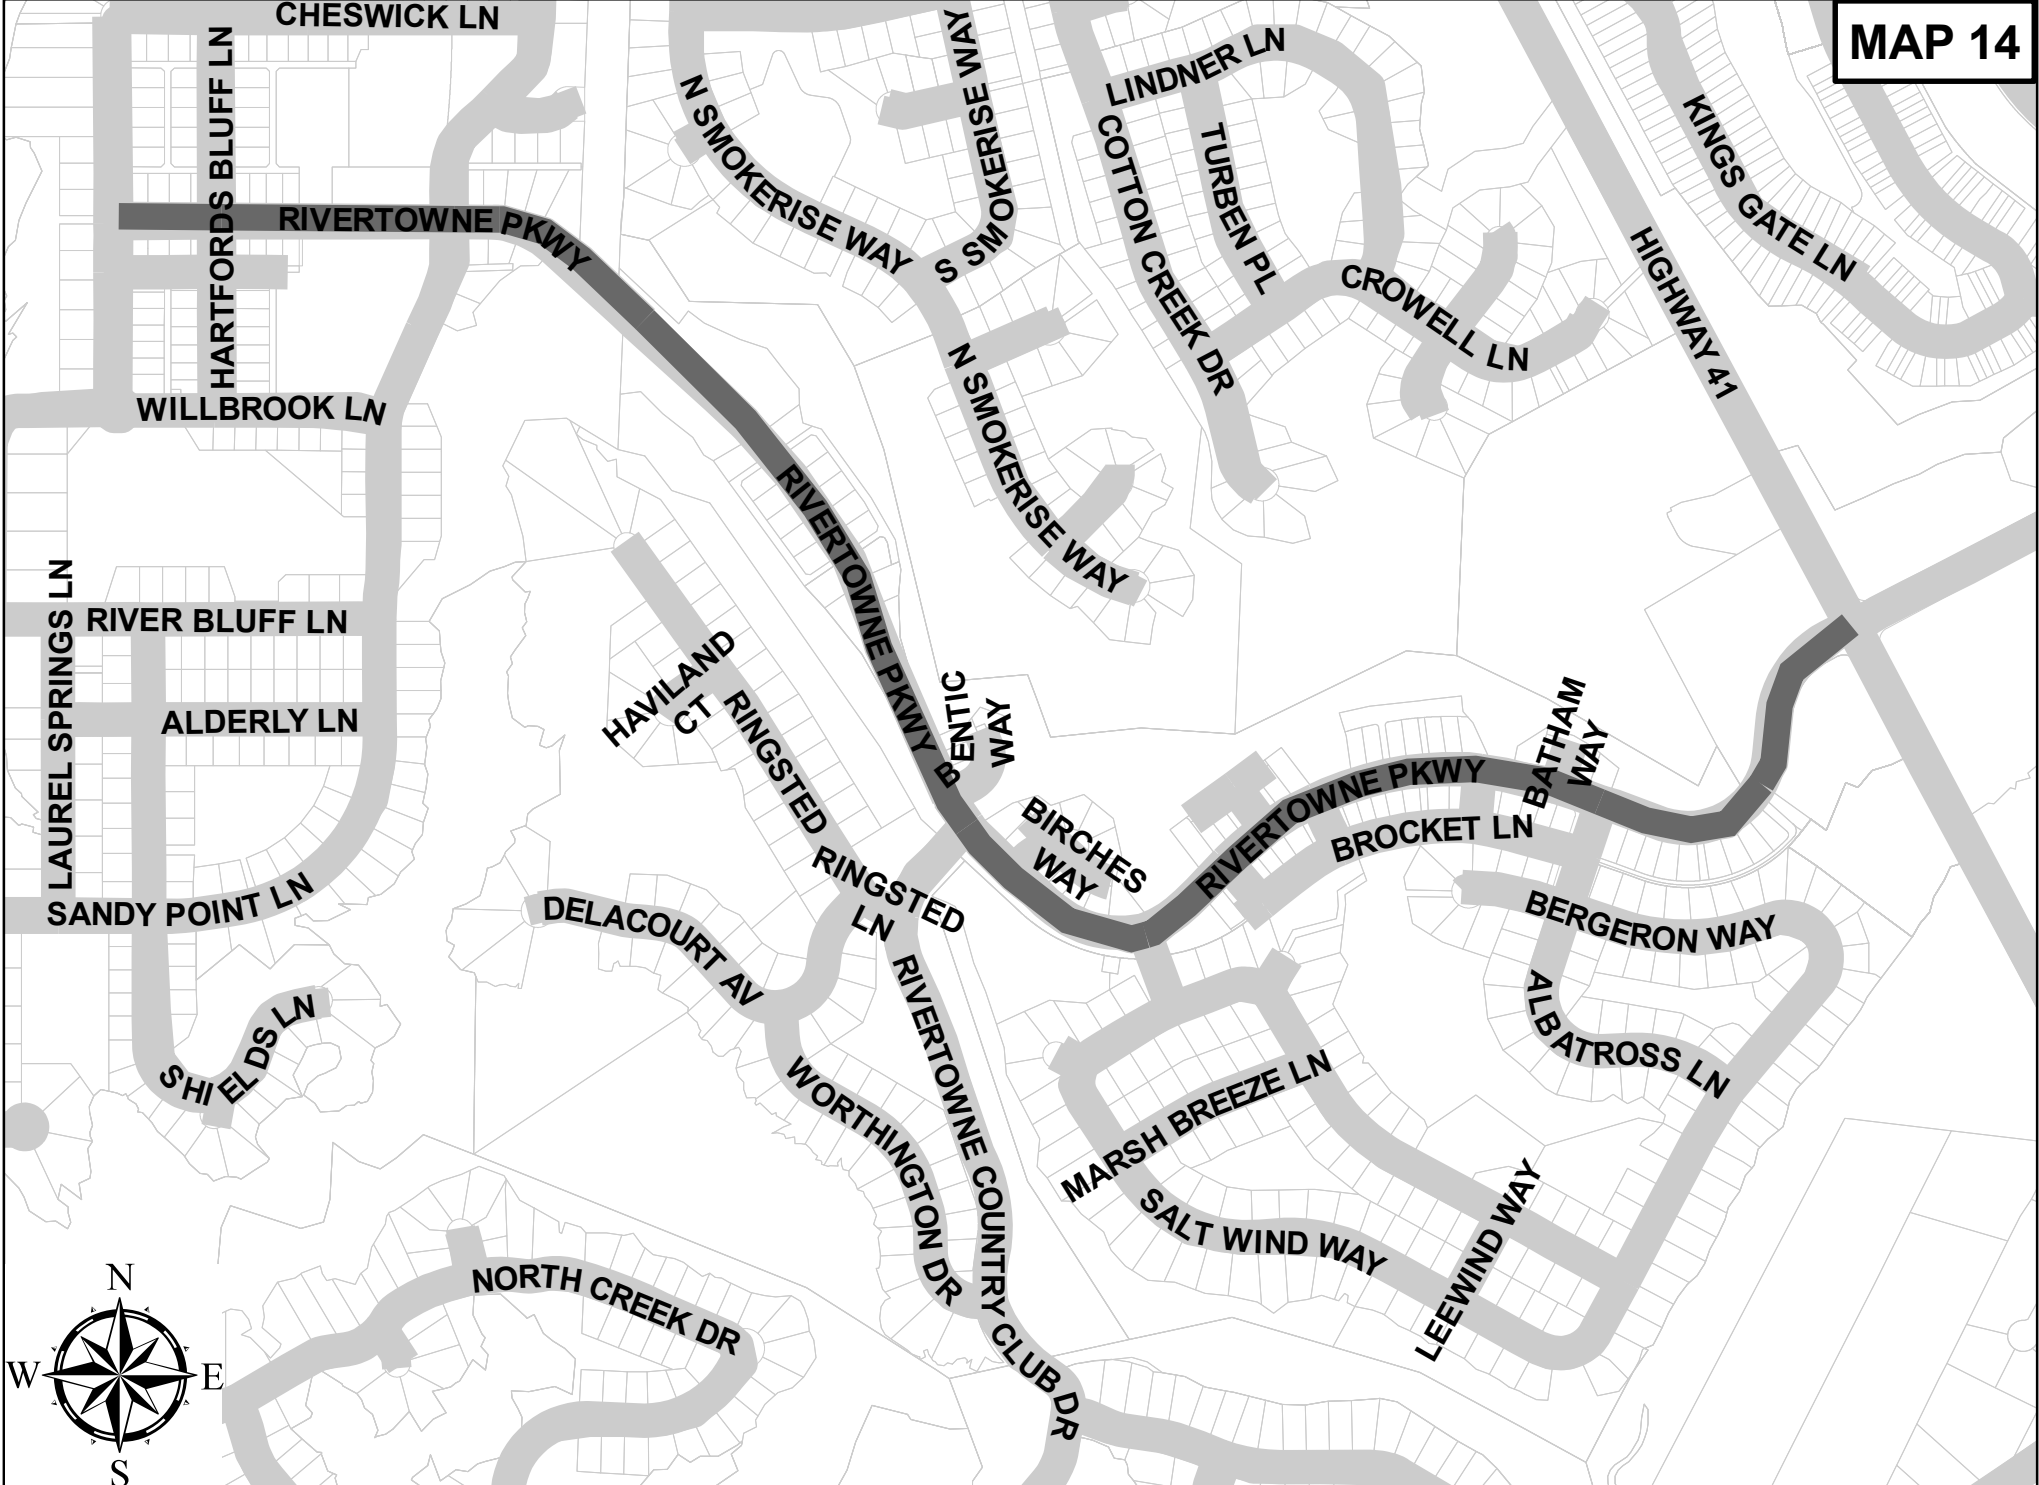 MAP 14
CHESWICK LN
HARTFORDS BLUFF LN
N SMOKERISE WAY
S SMOKERISE WAY
LINDNER LN
TURBEN PL
COTTON CREEK DR
KINGS GATE LN
HIGHWAY 41
RIVERTOWNE PKWY
CROWELL LN
WILLBROOK LN
N SMOKERISE WAY
RIVERTOWNE PKWY
LAUREL SPRINGS LN
RIVER BLUFF LN
ALDERLY LN
HAVILAND
CT
RINGSTED
BENTIC
WAY
BATHAM
WAY
RIVERTOWNE PKWY
BROCKET LN
BIRCHES
WAY
RINGSTED
LN
SANDY POINT LN
DELACOURT AV
BERGERON WAY
ALBATROSS LN
SHIELDS LN
RIVERTOWNE COUNTRY CLUB DR
WORTHINGTON DR
MARSH BREEZE LN
SALT WIND WAY
LEEWIND WAY
NORTH CREEK DR
N
W E
S